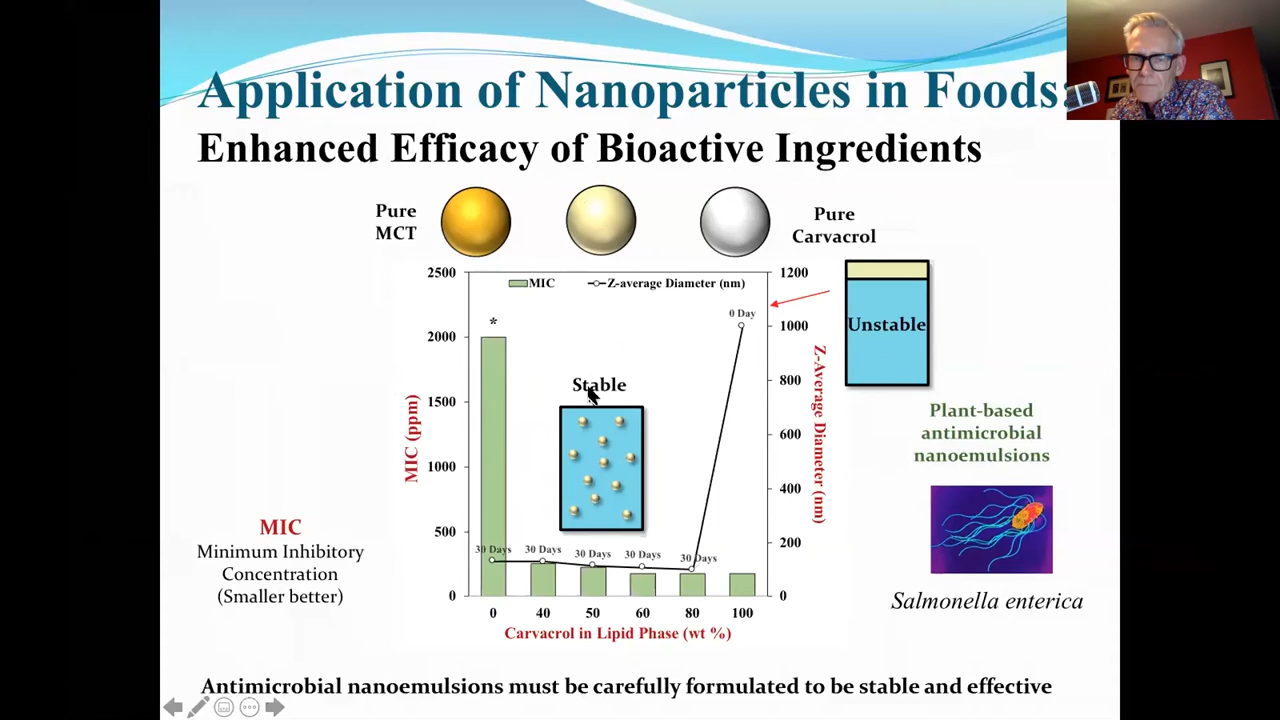 Application of Nanoparticles in Foods:
Enhanced Efficacy of Bioactive Ingredients
Pure
MCT
Pure
Carvacrol
MIC
Z-average Diameter (nm)
2500
2000
1500
1000
500
0
MIC (ppm)
*
0 Day
Stable
30 Days
30 Days
30 Days
30 Days
30 Days
1200
1000
800
600
400
200
0
Z-Average Diameter (nm)
0
40
50
60
80
100
Carvacrol in Lipid Phase (wt %)
Unstable
Plant-based
antimicrobial
nanoemulsions
Salmonella enterica
MIC
Minimum Inhibitory
Concentration
(Smaller better)
Antimicrobial nanoemulsions must be carefully formulated to be stable and effective